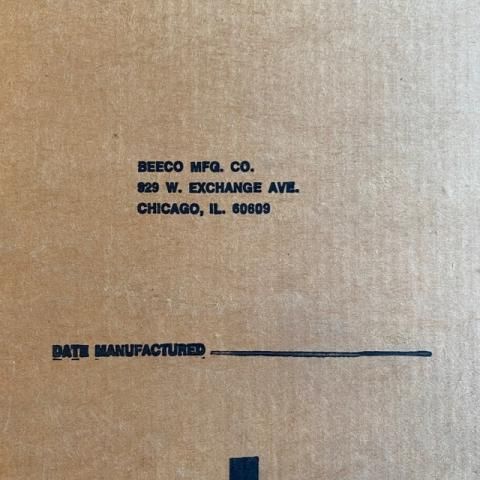 BEECO MFG. CO.
929 W. EXCHANGE AVE.
CHICAGO, IL. 60609
DATE MANUFACTURED